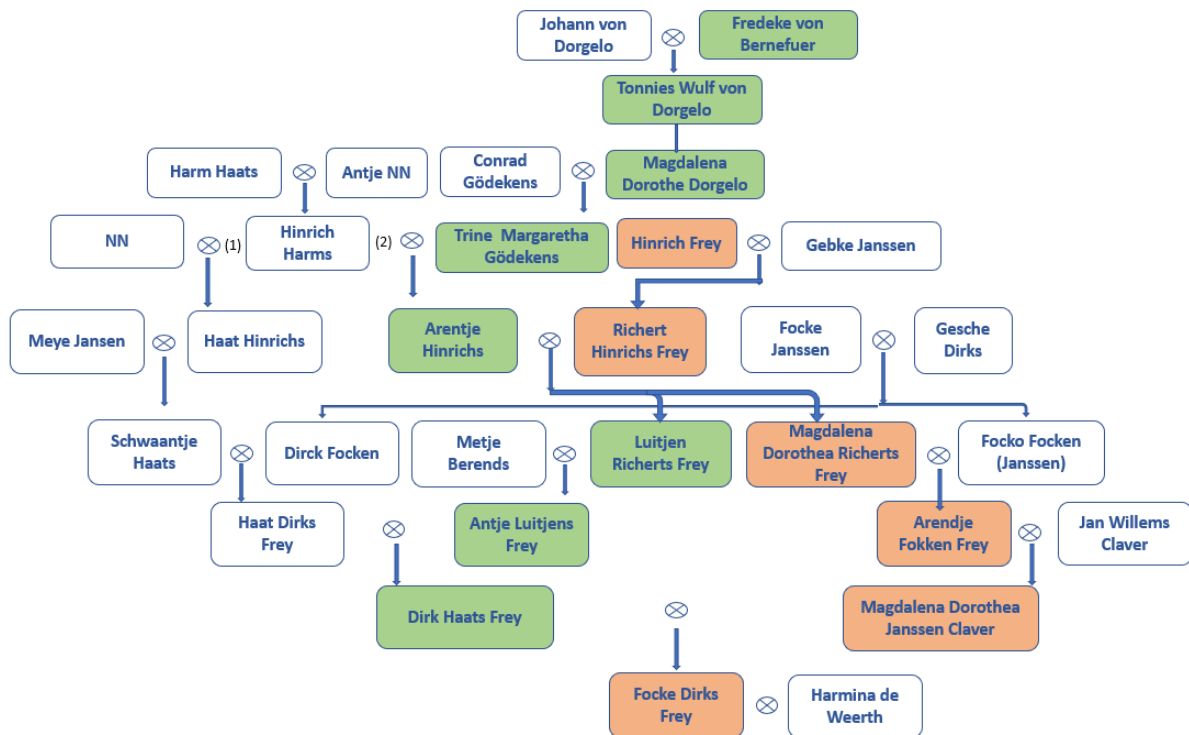 Johann von
Dorgelo
Fredeke von
Bernefuer
Tonnies Wulf von
Dorgelo
Harm Haats
Antje NN
Conrad
Gödekens
Magdalena
Dorothe Dorgelo
NN
(1)
Hinrich
Harms
(2)
Trine Margaretha
Gödekens
Hinrich Frey
Gebke Janssen
Meye Jansen
Haat Hinrichs
Arentje
Hinrichs
Richert
Hinrichs Frey
Focke
Janssen
Gesche
Dirks
Schwaantje
Haats
Dirck Focken
Metje
Berends
Luitjen
Richerts Frey
Magdalena
Dorothea Richerts
Frey
Focko Focken
(Janssen)
Haat Dirks
Frey
Antje Luitjens
Frey
Arendje
Fokken Frey
Jan Willems
Claver
Dirk Haats Frey
Magdalena Dorothea
Janssen Claver
Focke Dirks
Frey
Harmina de
Weerth